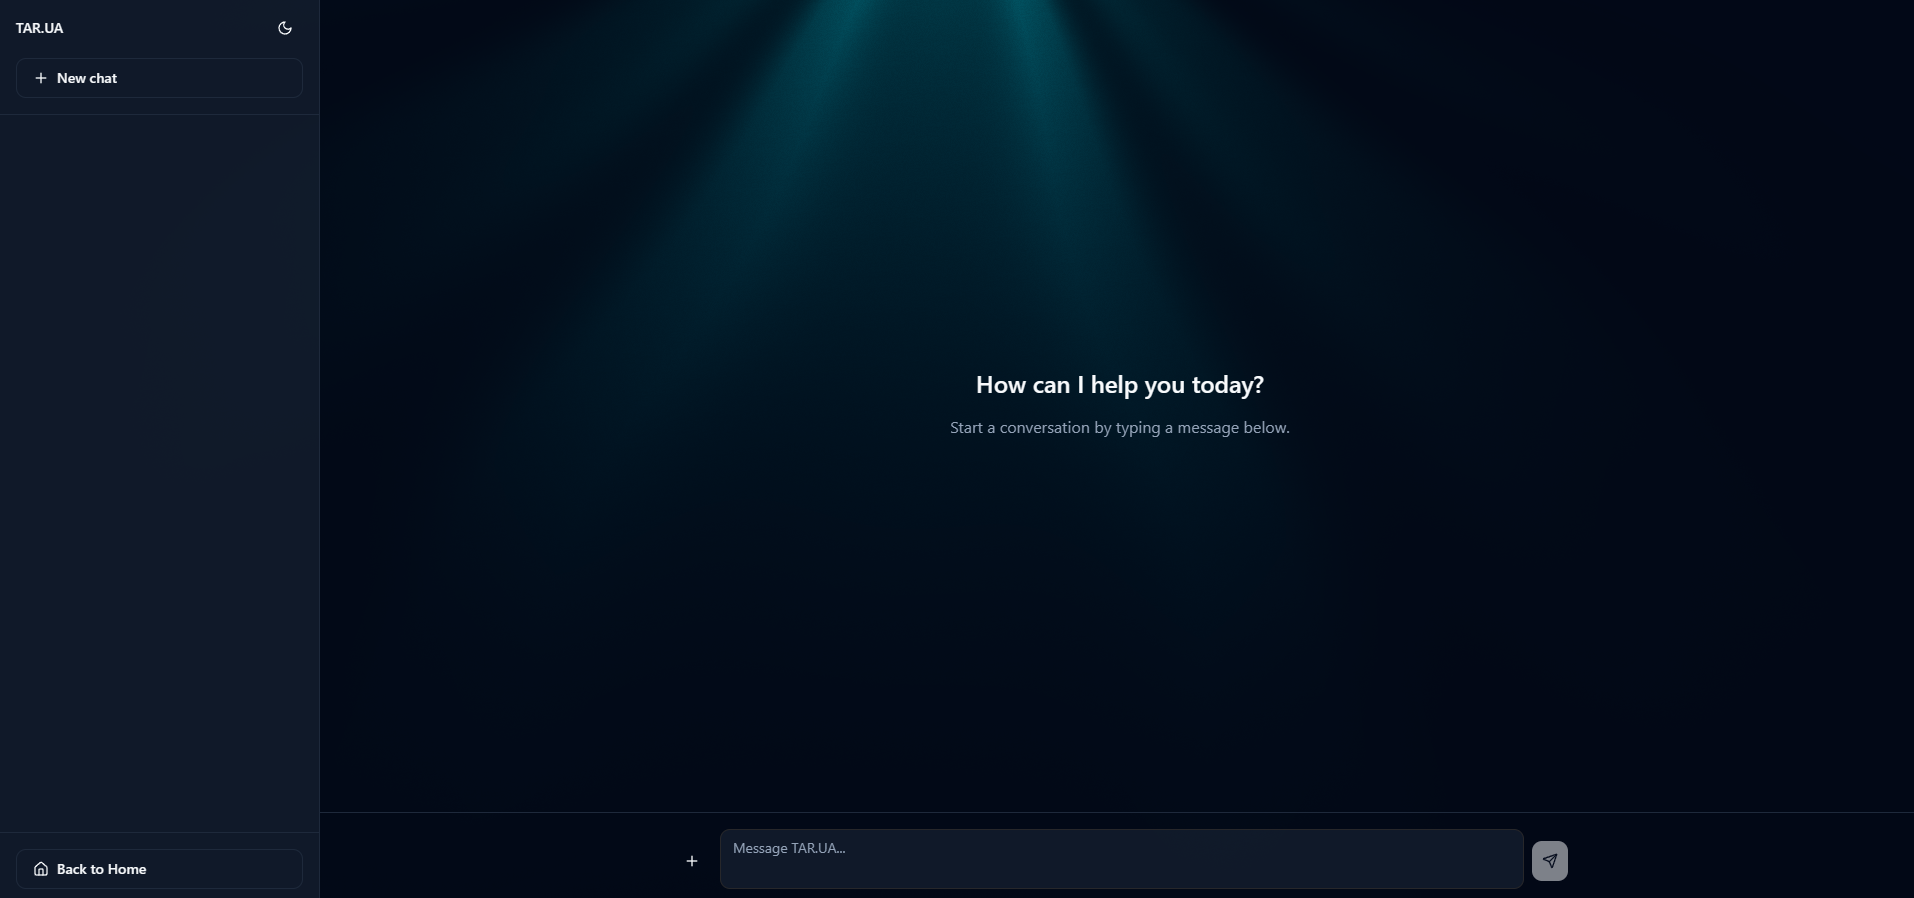 TAR.UA
New chat
How can I help you today?
Start a conversation by typing a message below.
Message TAR.UA...
Back to Home